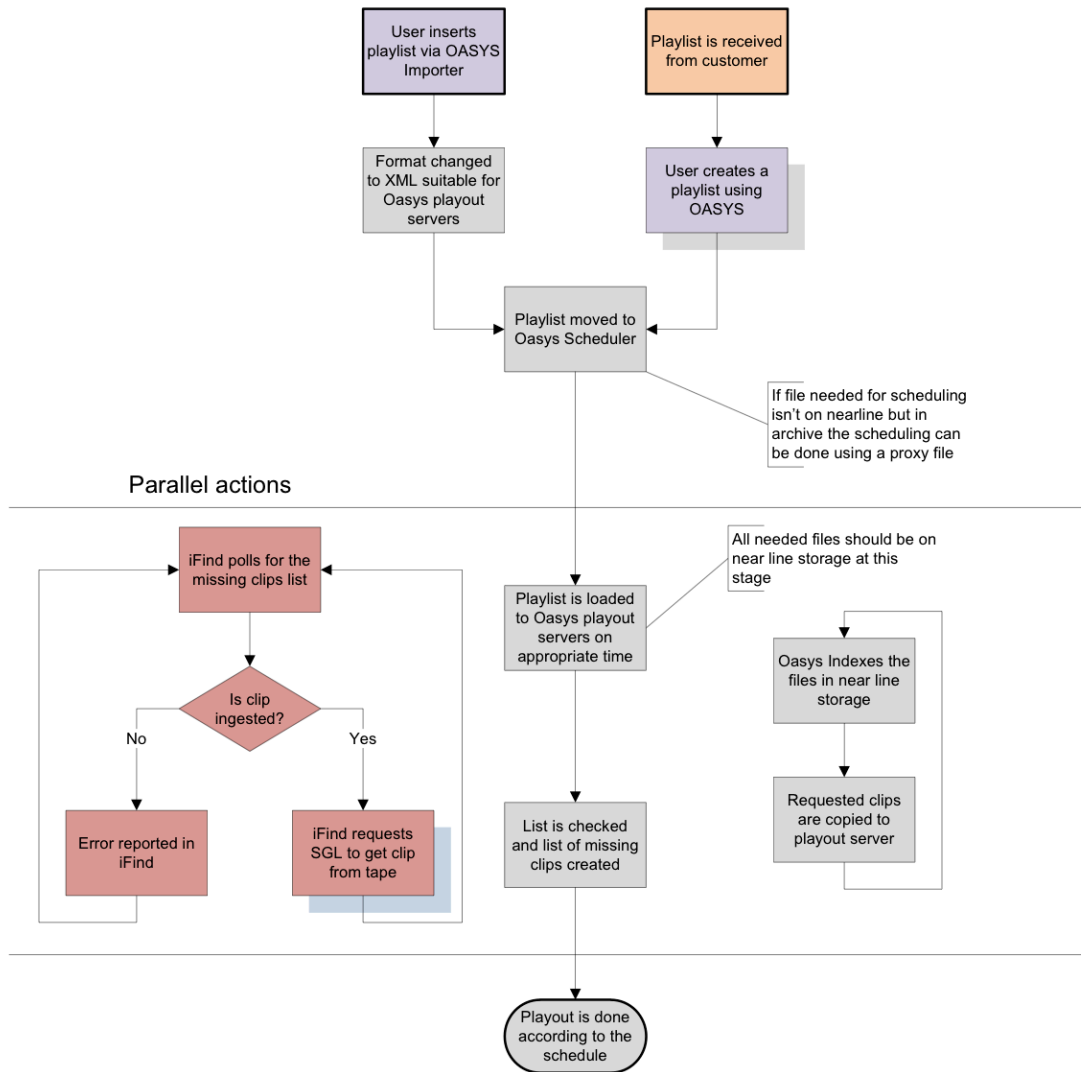 User inserts
playlist via OASYS
Importer
Playlist is received
from customer
Format changed
to XML suitable for
Oasys playout
servers
User creates a
playlist using
OASYS
Playlist moved to
Oasys Scheduler
If file needed for scheduling
isn't on nearline but in
archive the scheduling can
be done using a proxy file
Parallel actions
iFind polls for the
missing clips list
All needed files should be on
near line storage at this
stage
Playlist is loaded
to Oasys playout
servers on
appropriate time
Oasys Indexes the
files in near line
storage
Is clip
ingested?
No
Yes
Error reported in
iFind
iFind requests
SGL to get clip
from tape
List is checked
and list of missing
clips created
Requested clips
are copied to
playout server
Playout is done
according to the
schedule